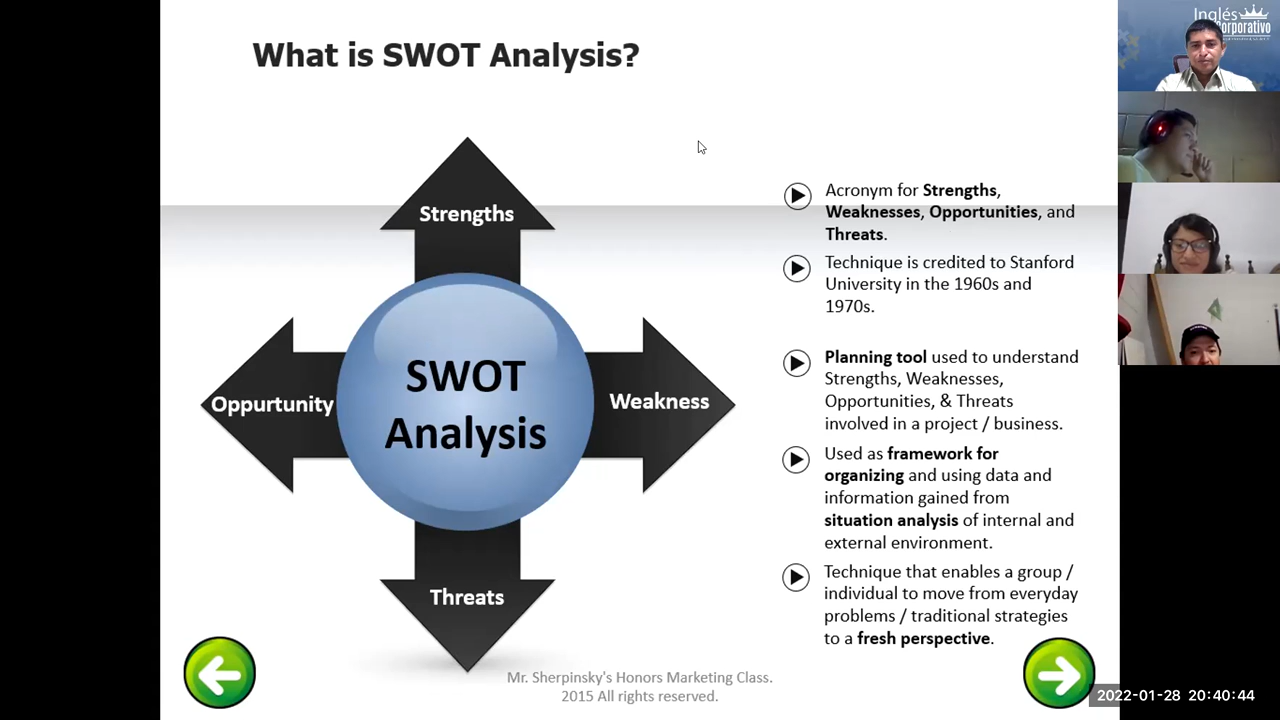 What is SWOT Analysis?
Inglés
Corporativo
Strengths
Oppurtunity
SWOT
Analysis
Weakness
Threats
Acronym for Strengths,
Weaknesses, Opportunities, and
Threats.
Technique is credited to Stanford
University in the 1960s and
1970s.
Planning tool used to understand
Strengths, Weaknesses,
Opportunities, & Threats
involved in a project / business.
Used as framework for
organizing and using data and
information gained from
situation analysis of internal and
external environment.
Technique that enables a group /
individual to move from everyday
problems / traditional strategies
to a fresh perspective.
Mr. Sherpinsky's Honors Marketing Class.
2015 All rights reserved.
2022-01-28 20:40:44